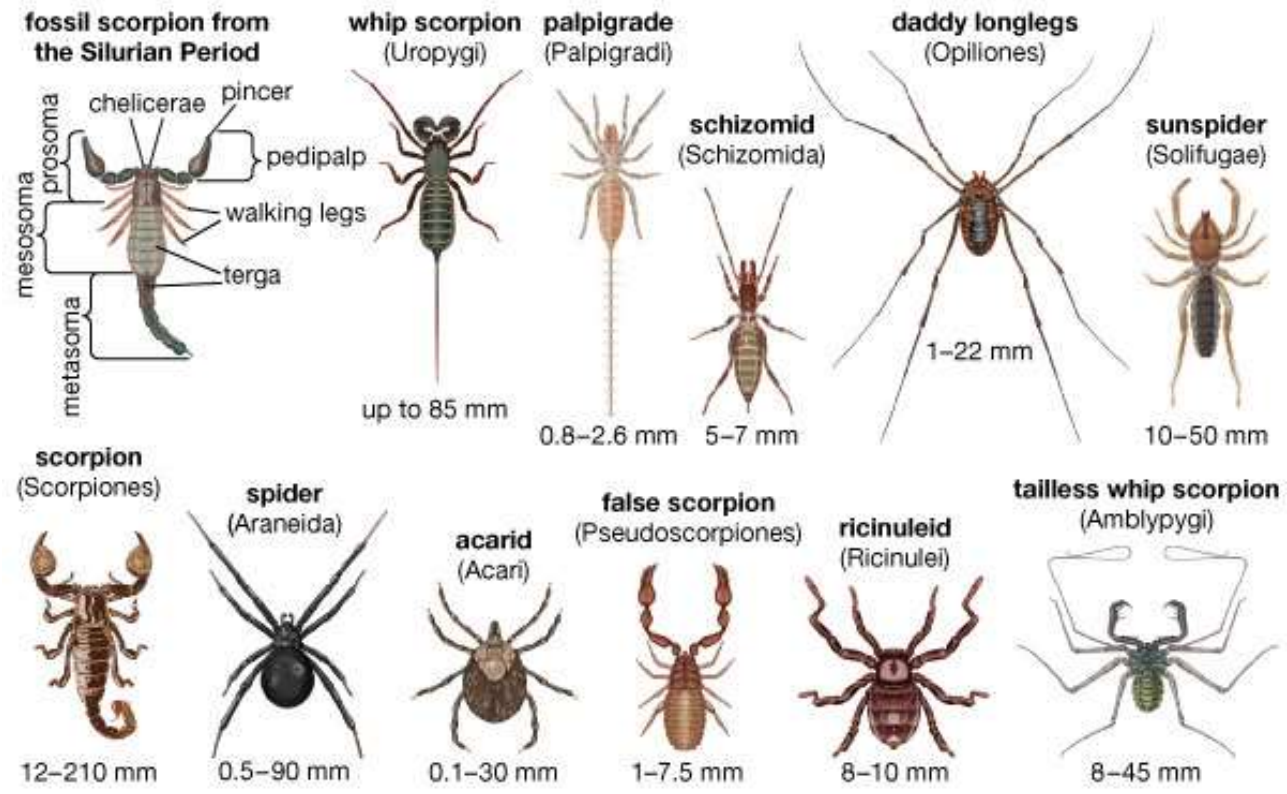 fossil scorpion from
the Silurian Period
chelicerae
pincer
pedipalp
walking legs
terga
prosoma
mesosoma
metasoma
whip scorpion
(Uropygi)
up to 85 mm
palpigrade
(Palpigradi)
0.8–2.6 mm
schizomid
(Schizomida)
5–7 mm
daddy longlegs
(Opiliones)
1–22 mm
sunspider
(Solifugae)
10–50 mm
scorpion
(Scorpiones)
12–210 mm
spider
(Araneida)
0.5–90 mm
acarid
(Acari)
0.1–30 mm
false scorpion
(Pseudoscorpiones)
1–7.5 mm
ricinuleid
(Ricinulei)
8–10 mm
tailless whip scorpion
(Amblypygi)
8–45 mm